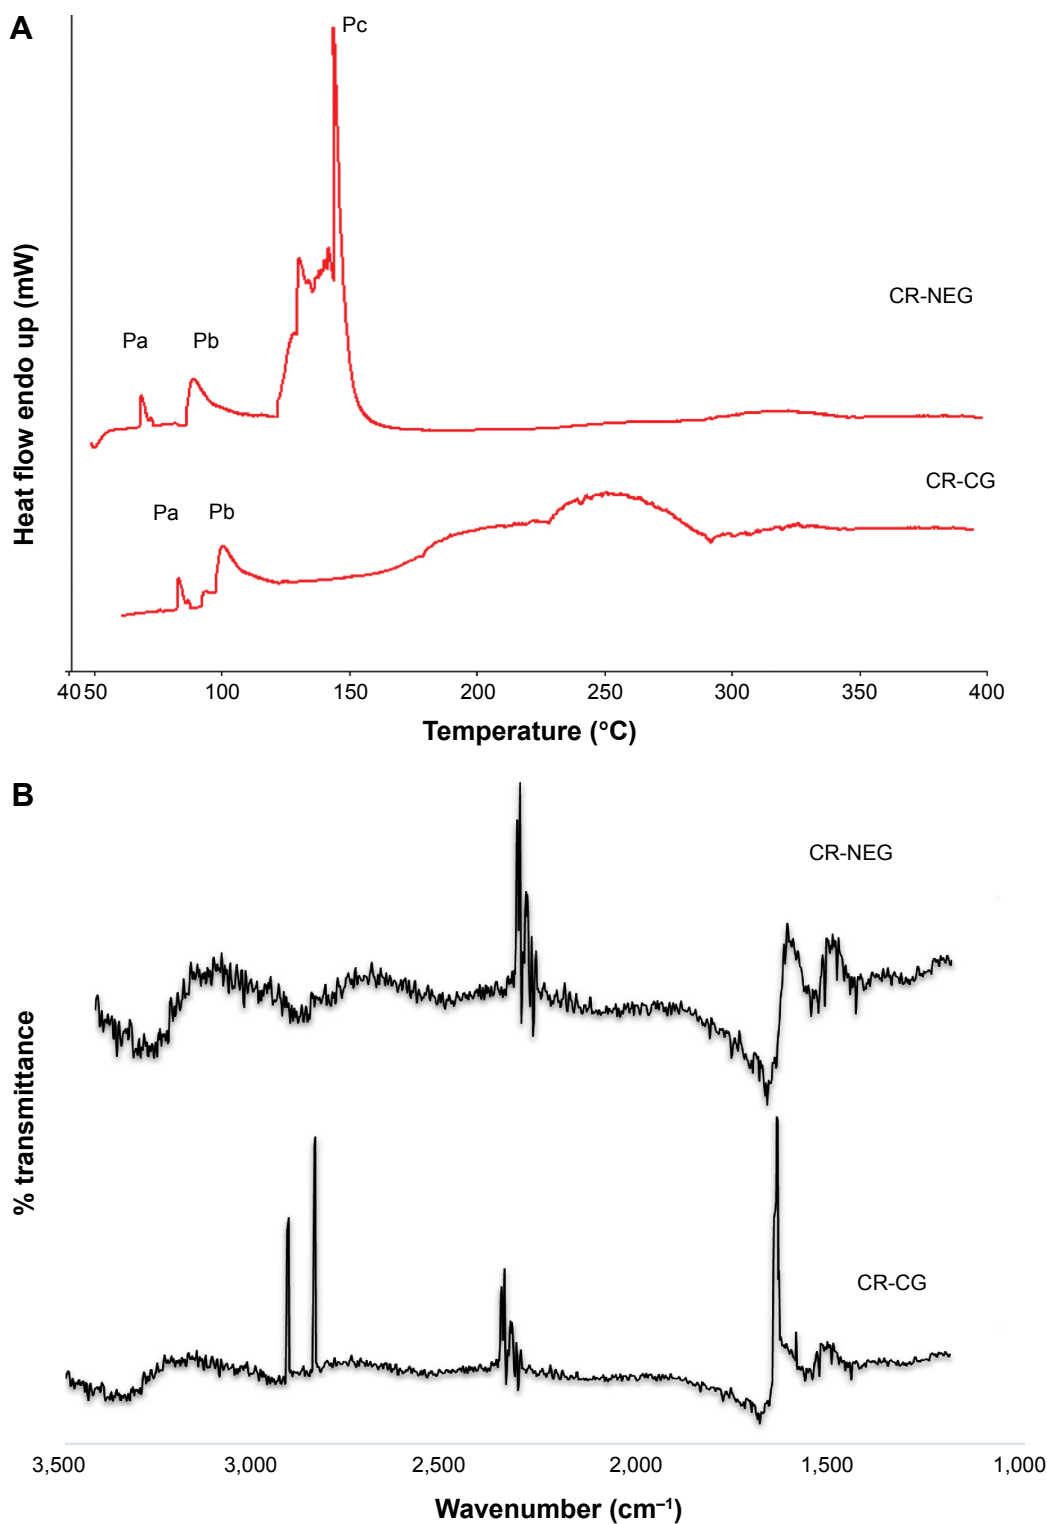 A
Pc
Heat flow endo up (mW)
CR-NEG
Pa
Pb
CR-CG
Pa
Pb
40 50 100 150 200 250 300 350 400
Temperature (°C)
B
CR-NEG
% transmittance
CR-CG
3,500 3,000 2,500 2,000 1,500 1,000
Wavenumber (cm⁻¹)